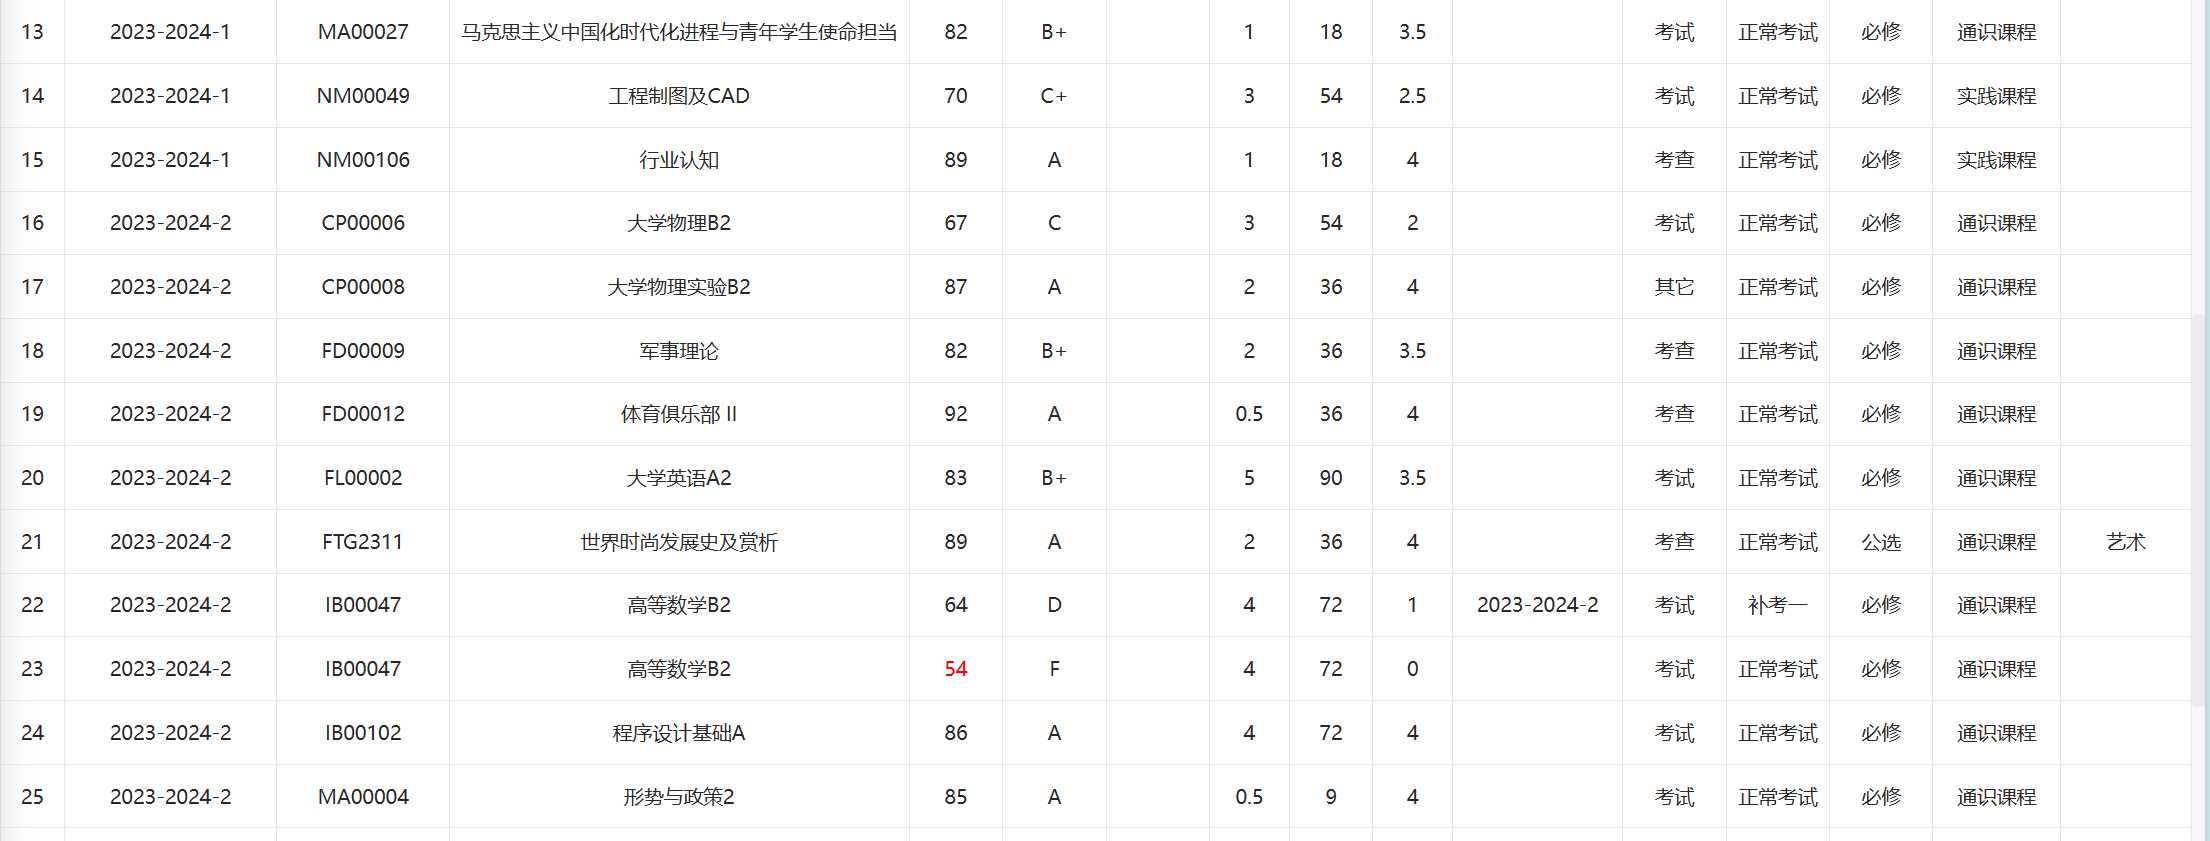 13 2023-2024-1 MA00027 马克思主义中国化时代化进程与青年学生使命担当 82 B+ 1 18 3.5 考试 正常考试 必修 通识课程
14 2023-2024-1 NM00049 工程制图及CAD 70 C+ 3 54 2.5 考试 正常考试 必修 实践课程
15 2023-2024-1 NM00106 行业认知 89 A 1 18 4 考查 正常考试 必修 实践课程
16 2023-2024-2 CP00006 大学物理B2 67 C 3 54 2 考试 正常考试 必修 通识课程
17 2023-2024-2 CP00008 大学物理实验B2 87 A 2 36 4 其它 正常考试 必修 通识课程
18 2023-2024-2 FD00009 军事理论 82 B+ 2 36 3.5 考查 正常考试 必修 通识课程
19 2023-2024-2 FD00012 体育俱乐部 II 92 A 0.5 36 4 考查 正常考试 必修 通识课程
20 2023-2024-2 FL00002 大学英语A2 83 B+ 5 90 3.5 考试 正常考试 必修 通识课程
21 2023-2024-2 FTG2311 世界时尚发展史及赏析 89 A 2 36 4 考查 正常考试 公选 通识课程 艺术
22 2023-2024-2 IB00047 高等数学B2 64 D 4 72 1 2023-2024-2 考试 补考一 必修 通识课程
23 2023-2024-2 IB00047 高等数学B2 54 F 4 72 0 考试 正常考试 必修 通识课程
24 2023-2024-2 IB00102 程序设计基础A 86 A 4 72 4 考试 正常考试 必修 通识课程
25 2023-2024-2 MA00004 形势与政策2 85 A 0.5 9 4 考试 正常考试 必修 通识课程